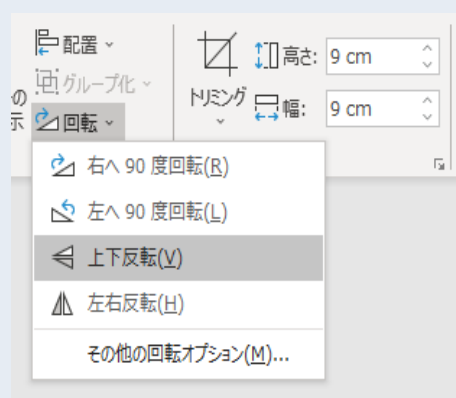 配置
グループ化
の
示
回転
トリミング
高さ: 9 cm
幅: 9 cm
右へ 90 度回転(R)
左へ 90 度回転(L)
上下反転(V)
左右反転(H)
その他の回転オプション(M)...